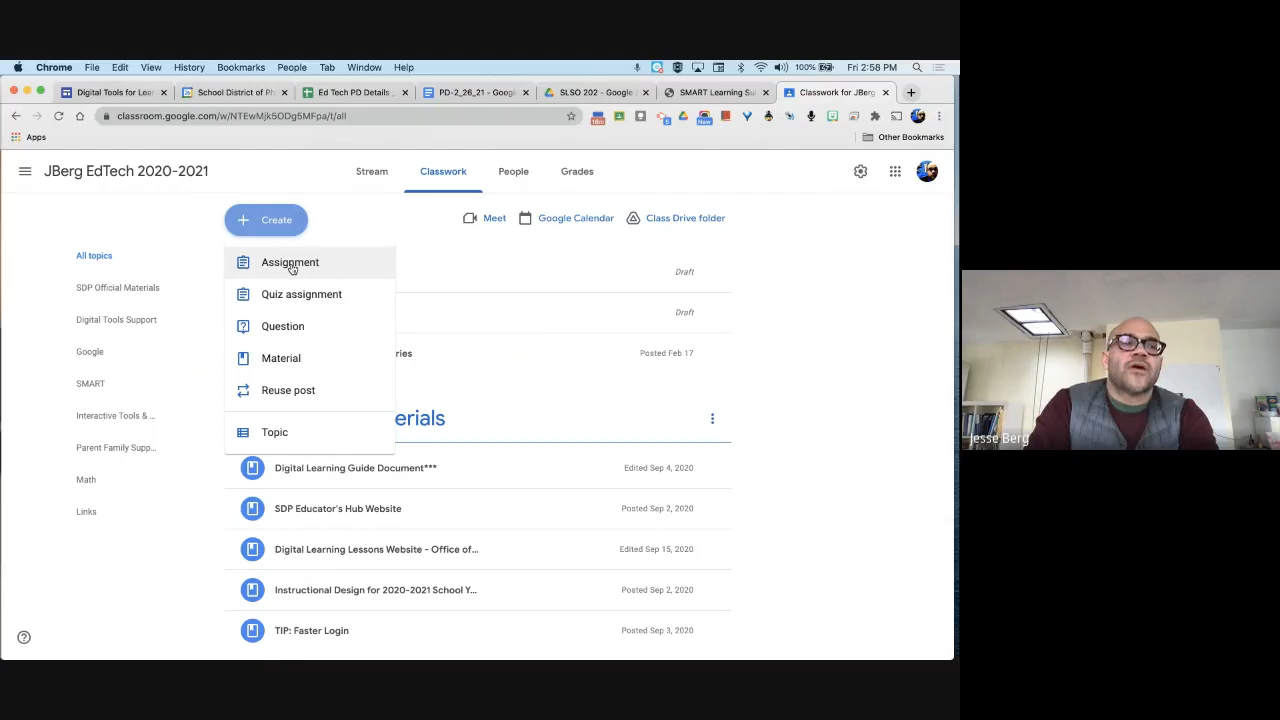 Chrome File Edit View History Bookmarks People Tab Window Help 100% Fri 2:58 PM
Digital Tools for Lear School District of Ph Ed Tech PD Details PD-2_26_21 - Goog SLSO 202 - Google SMART Learning Su Classwork for JBerg
classroom.google.com/w/NTEwMjk5ODg5MFpa/t/all
Apps Other Bookmarks
JBerg EdTech 2020-2021 Stream Classwork People Grades
Create Meet Google Calendar Class Drive folder
All topics
SDP Official Materials
Digital Tools Support
Google
SMART
Interactive Tools & ...
Parent Family Supp...
Math
Links
Assignment
Quiz assignment
Question
Material
Reuse post
Topic
Draft
Draft
ries Posted Feb 17
erials
Digital Learning Guide Document*** Edited Sep 4, 2020
SDP Educator's Hub Website Posted Sep 2, 2020
Digital Learning Lessons Website - Office of... Edited Sep 15, 2020
Instructional Design for 2020-2021 School Y... Posted Sep 2, 2020
TIP: Faster Login Posted Sep 3, 2020
Jesse Berg